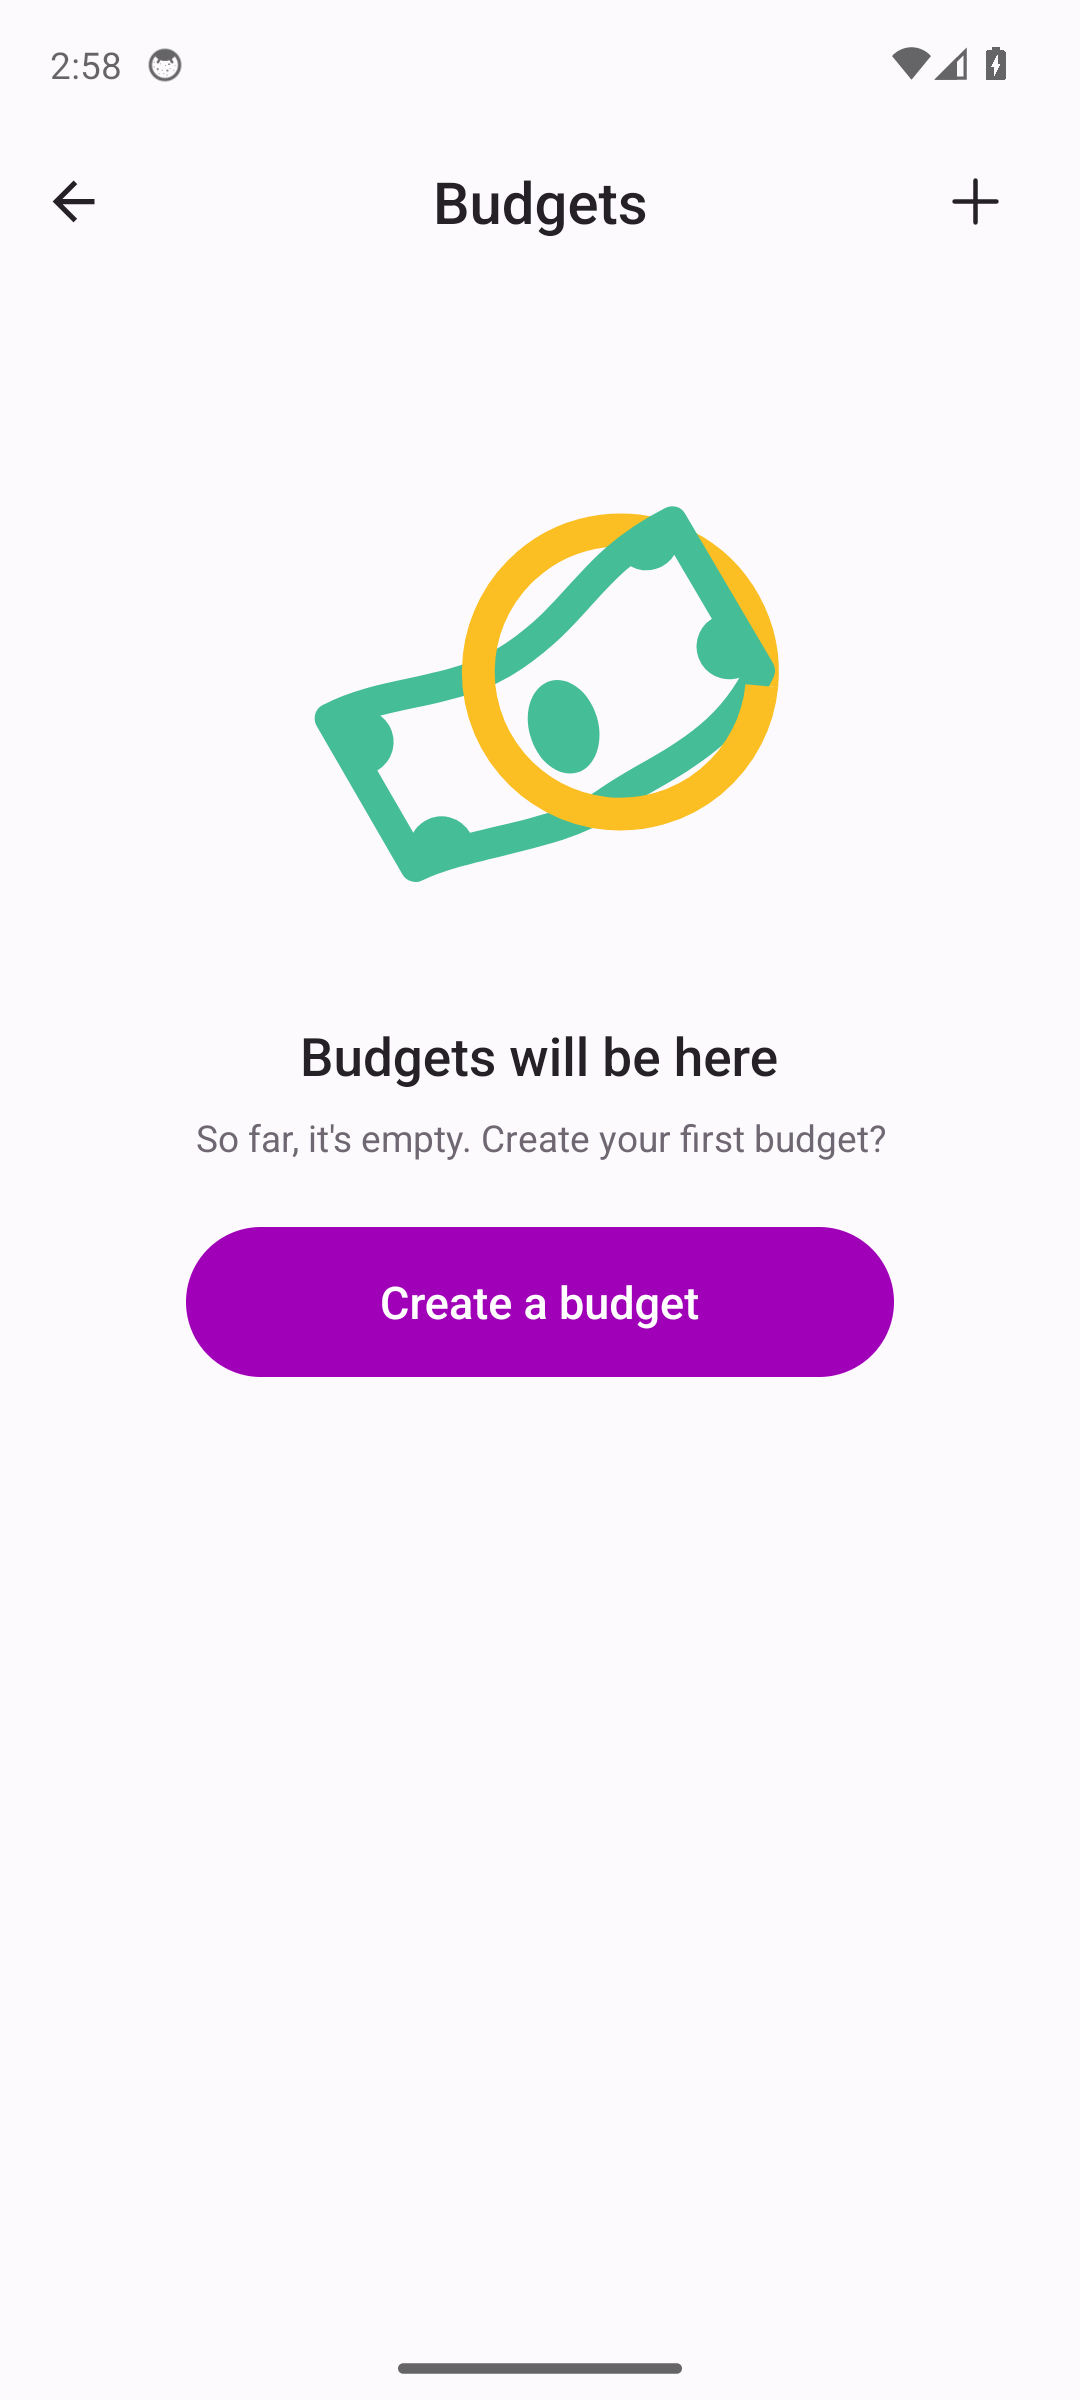 2:58
Budgets
Budgets will be here
So far, it's empty. Create your first budget?
Create a budget